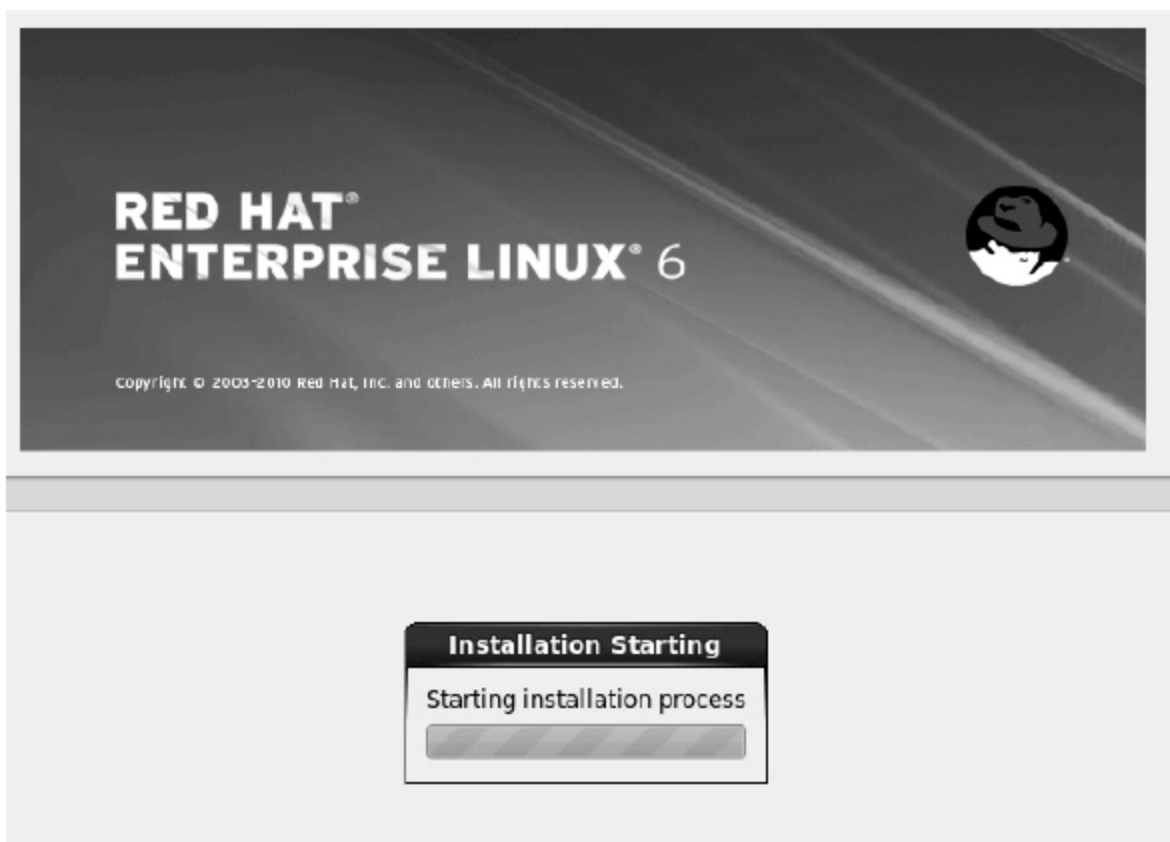 RED HAT®
ENTERPRISE LINUX® 6
Copyright © 2003-2010 Red Hat, Inc. and others. All rights reserved.
Installation Starting
Starting installation process